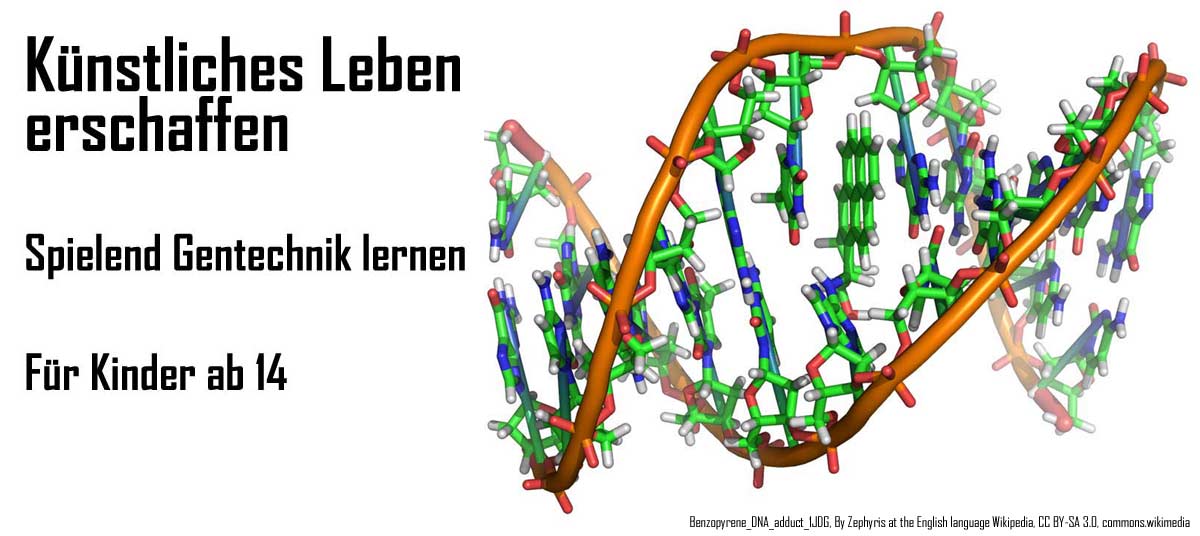 Künstliches Leben
erschaffen
Spielend Gentechnik lernen
Für Kinder ab 14
Benzopyrene_DNA_adduct_1JDG, By Zephyris at the English language Wikipedia, CC BY-SA 3.0, commons.wikimedia